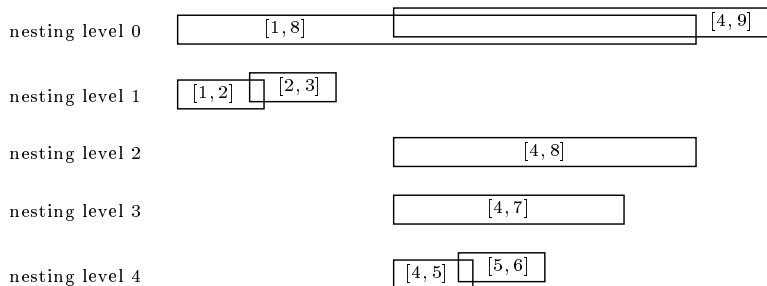 nesting level 0 [1, 8] [4, 9]
nesting level 1 [1, 2] [2, 3]
nesting level 2 [4, 8]
nesting level 3 [4, 7]
nesting level 4 [4, 5] [5, 6]